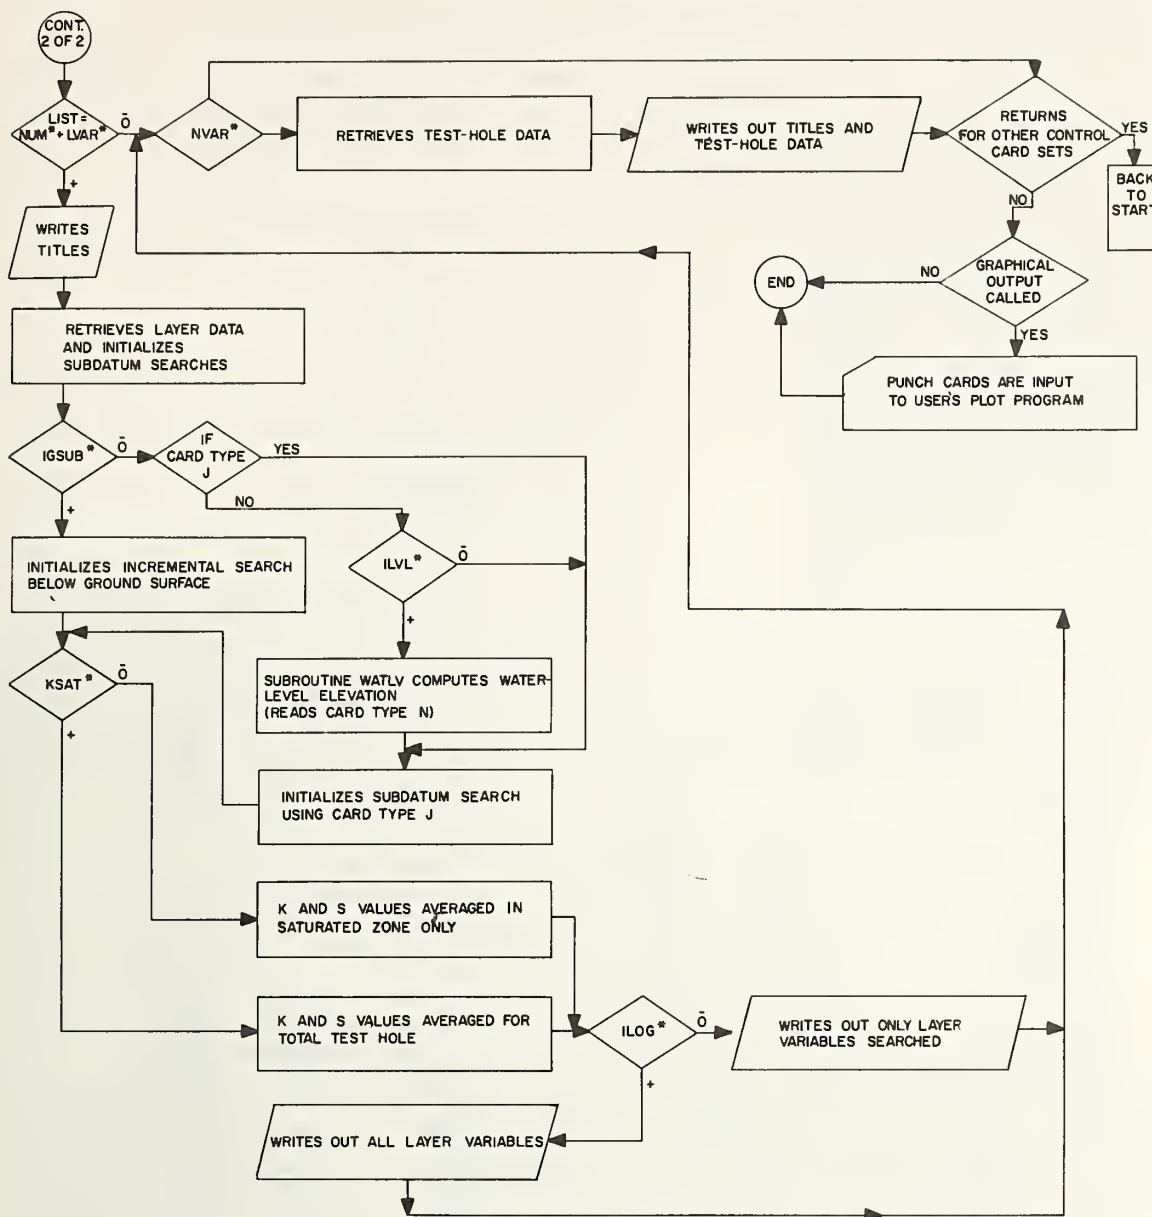 CONT.
2 OF 2
LIST =
NUM* + LVAR*
ō
+
NVAR*
RETRIEVES TEST-HOLE DATA
WRITES OUT TITLES AND
TEST-HOLE DATA
RETURNS
FOR OTHER CONTROL
CARD SETS
YES
BACK
TO
START
NO
GRAPHICAL
OUTPUT
CALLED
NO
END
YES
PUNCH CARDS ARE INPUT
TO USER'S PLOT PROGRAM
WRITES
TITLES
RETRIEVES LAYER DATA
AND INITIALIZES
SUBDATUM SEARCHES
IGSUB*
ō
+
IF
CARD TYPE
J
YES
NO
ILVL*
ō
+
INITIALIZES INCREMENTAL SEARCH
BELOW GROUND SURFACE
KSAT*
ō
+
SUBROUTINE WATLV COMPUTES WATER-
LEVEL ELEVATION
(READS CARD TYPE N)
INITIALIZES SUBDATUM SEARCH
USING CARD TYPE J
K AND S VALUES AVERAGED IN
SATURATED ZONE ONLY
K AND S VALUES AVERAGED FOR
TOTAL TEST HOLE
ILOG*
ō
+
WRITES OUT ONLY LAYER
VARIABLES SEARCHED
WRITES OUT ALL LAYER VARIABLES